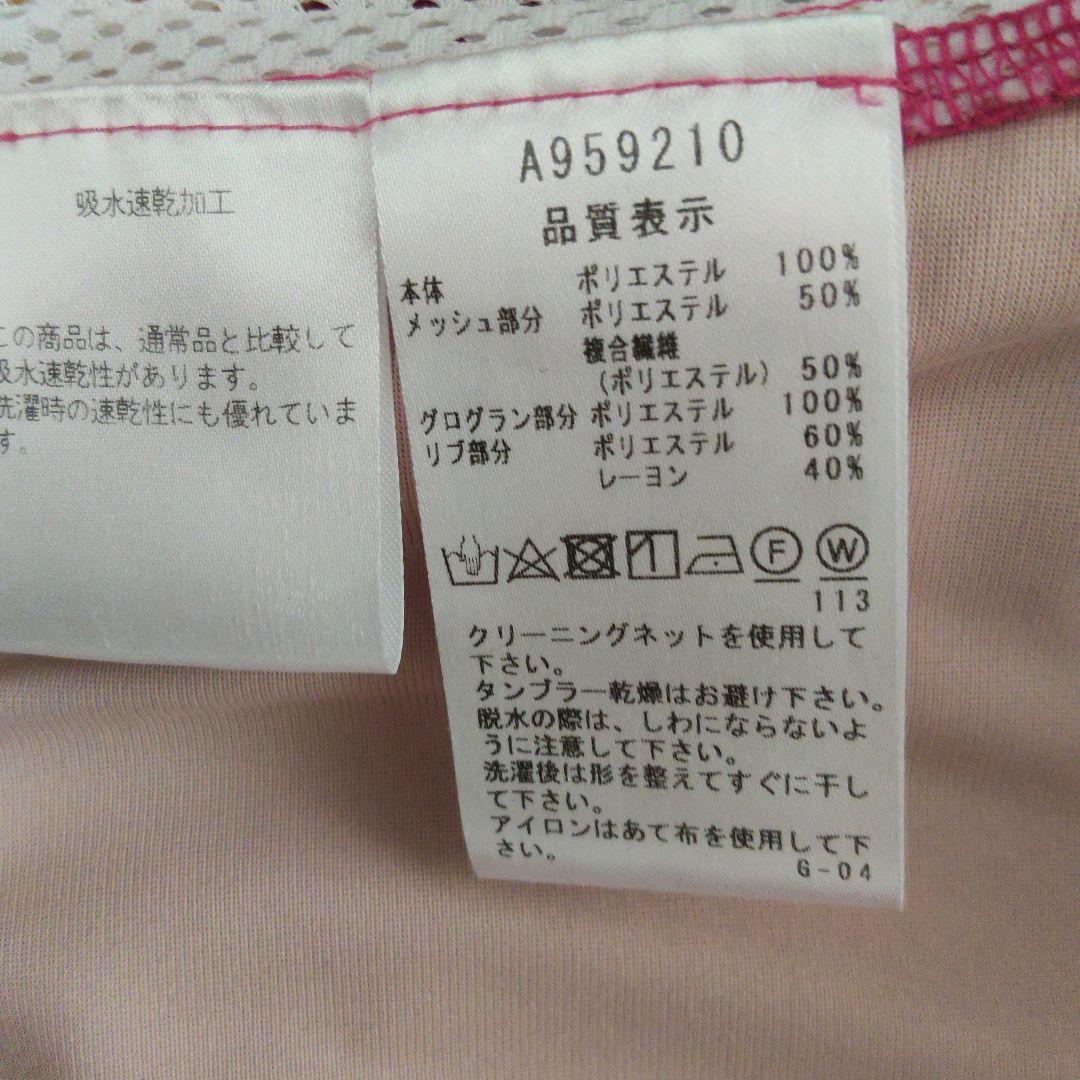 吸水速乾加工
この商品は、通常品と比較して
吸水速乾性があります。
洗濯時の速乾性にも優れていま
す。
A959210
品質表示
本体 ポリエステル 100%
メッシュ部分 ポリエステル 50%
複合繊維
(ポリエステル) 50%
グログラン部分 ポリエステル 100%
リブ部分 ポリエステル 60%
レーヨン 40%
F W
113
クリーニングネットを使用して
下さい。
タンブラー乾燥はお避け下さい。
脱水の際は、しわにならないよ
うに注意して下さい。
洗濯後は形を整えてすぐに干し
て下さい。
アイロンはあて布を使用して下
さい。
G-04